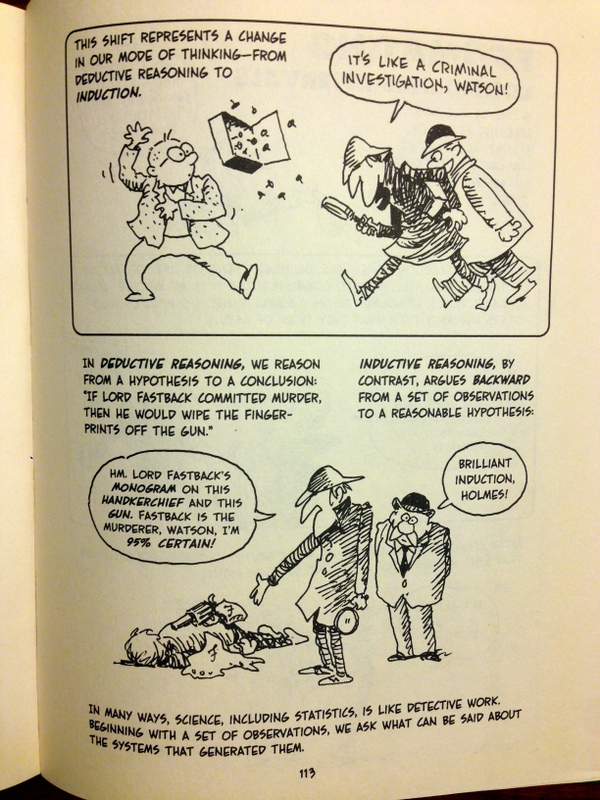 THIS SHIFT REPRESENTS A CHANGE
IN OUR MODE OF THINKING—FROM
DEDUCTIVE REASONING TO
INDUCTION.
IT'S LIKE A CRIMINAL
INVESTIGATION, WATSON!
IN DEDUCTIVE REASONING, WE REASON
FROM A HYPOTHESIS TO A CONCLUSION:
"IF LORD FASTBACK COMMITTED MURDER,
THEN HE WOULD WIPE THE FINGER-
PRINTS OFF THE GUN."
INDUCTIVE REASONING, BY
CONTRAST, ARGUES BACKWARD
FROM A SET OF OBSERVATIONS
TO A REASONABLE HYPOTHESIS:
HM. LORD FASTBACK'S
MONOGRAM ON THIS
HANDKERCHIEF AND THIS
GUN. FASTBACK IS THE
MURDERER, WATSON, I'M
95% CERTAIN!
BRILLIANT
INDUCTION,
HOLMES!
IN MANY WAYS, SCIENCE, INCLUDING STATISTICS, IS LIKE DETECTIVE WORK.
BEGINNING WITH A SET OF OBSERVATIONS, WE ASK WHAT CAN BE SAID ABOUT
THE SYSTEMS THAT GENERATED THEM.
113